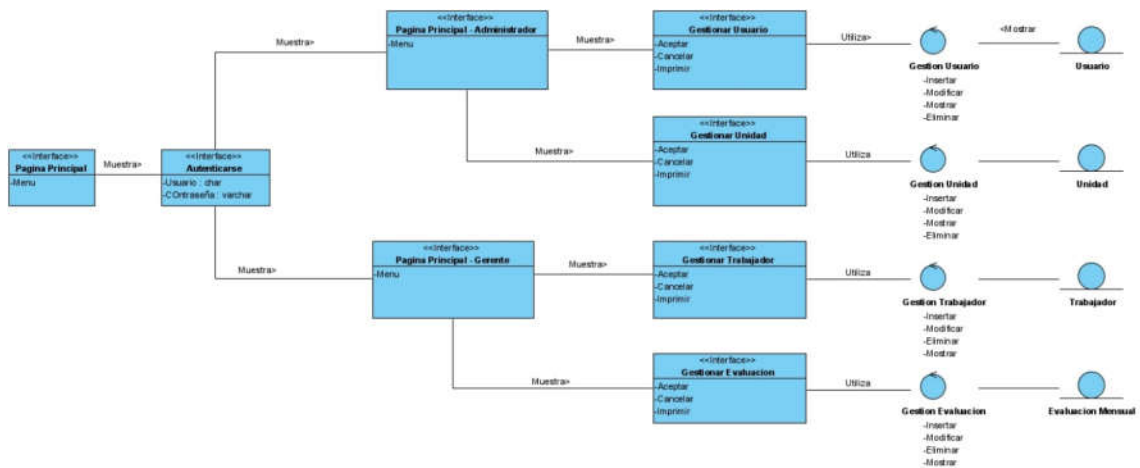 <<Interface>>
Pagina Principal
-Menu
Muestra>
<<Interface>>
Autenticarse
-Usuario : char
-COntraseña : varchar
Muestra>
<<Interface>>
Pagina Principal - Administrador
-Menu
Muestra>
<<Interface>>
Gestionar Usuario
-Aceptar
-Cancelar
-Imprimir
Utiliza>
Gestion Usuario
-Insertar
-Modificar
-Mostrar
-Eliminar
<Mostrar
Usuario
Muestra>
<<Interface>>
Gestionar Unidad
-Aceptar
-Cancelar
-Imprimir
Utiliza
Gestion Unidad
-Insertar
-Modificar
-Mostrar
-Eliminar
Unidad
Muestra>
<<Interface>>
Pagina Principal - Gerente
-Menu
Muestra>
<<Interface>>
Gestionar Trabajador
-Aceptar
-Cancelar
-Imprimir
Utiliza
Gestion Trabajador
-Insertar
-Modificar
-Eliminar
-Mostrar
Trabajador
Muestra>
<<Interface>>
Gestionar Evaluacion
-Aceptar
-Cancelar
-Imprimir
Utiliza
Gestion Evaluacion
-Insertar
-Modificar
-Eliminar
-Mostrar
Evaluacion Mensual